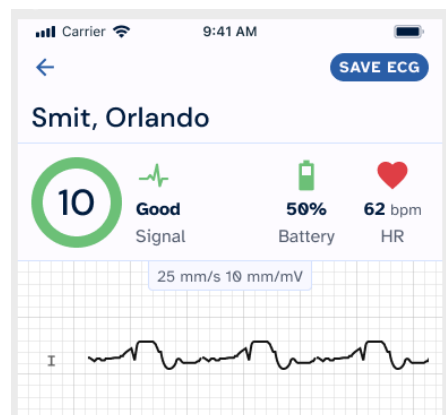 Carrier 9:41 AM
SAVE ECG
Smit, Orlando
10
Good 50% 62 bpm
Signal Battery HR
25 mm/s 10 mm/mV
I